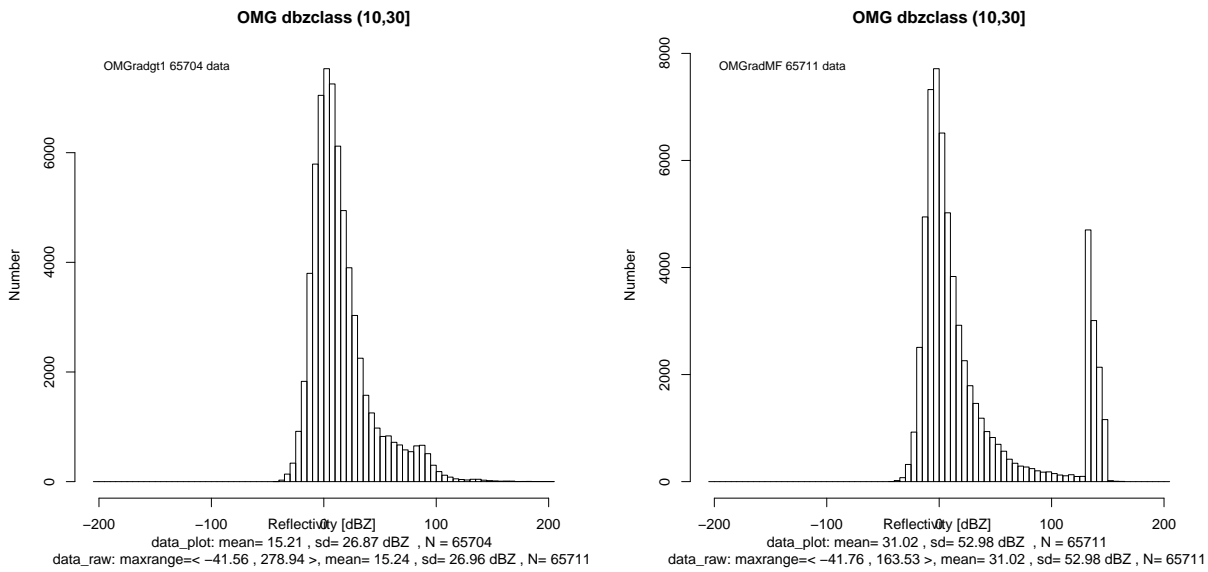 OMG dbzclass (10,30]
OMGradgt1 65704 data
Number
0
2000
4000
6000
−200
−100
0
100
200
Reflectivity [dBZ]
data_plot: mean= 15.21 , sd= 26.87 dBZ , N = 65704
data_raw: maxrange=< −41.56 , 278.94 >, mean= 15.24 , sd= 26.96 dBZ , N= 65711
OMG dbzclass (10,30]
OMGradMF 65711 data
Number
0
2000
4000
6000
8000
−200
−100
0
100
200
Reflectivity [dBZ]
data_plot: mean= 31.02 , sd= 52.98 dBZ , N = 65711
data_raw: maxrange=< −41.76 , 163.53 >, mean= 31.02 , sd= 52.98 dBZ , N= 65711